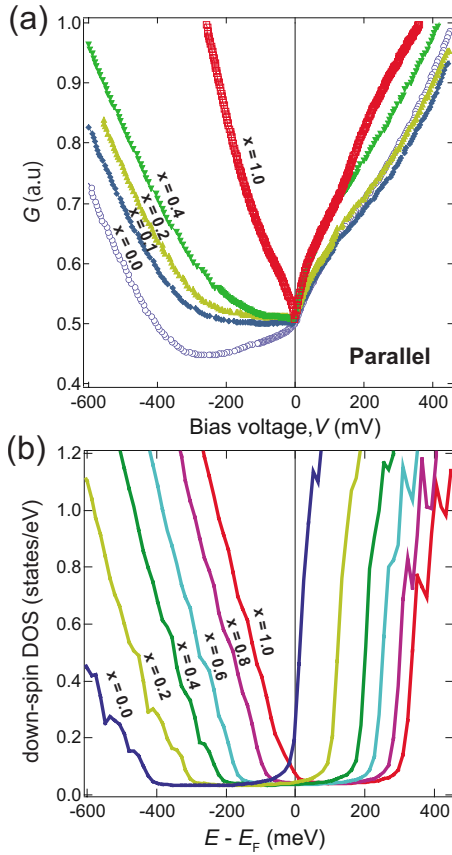 (a)
1.0
0.9
0.8
0.7
0.6
0.5
0.4
G (a.u)
x = 1.0
x = 0.4
x = 0.2
x = 0.1
x = 0.0
Parallel
-600 -400 -200 0 200 400
Bias voltage, V (mV)
(b)
1.2
1.0
0.8
0.6
0.4
0.2
0.0
down-spin DOS (states/eV)
x = 0.0
x = 0.2
x = 0.4
x = 0.6
x = 0.8
x = 1.0
-600 -400 -200 0 200 400
E - EF (meV)